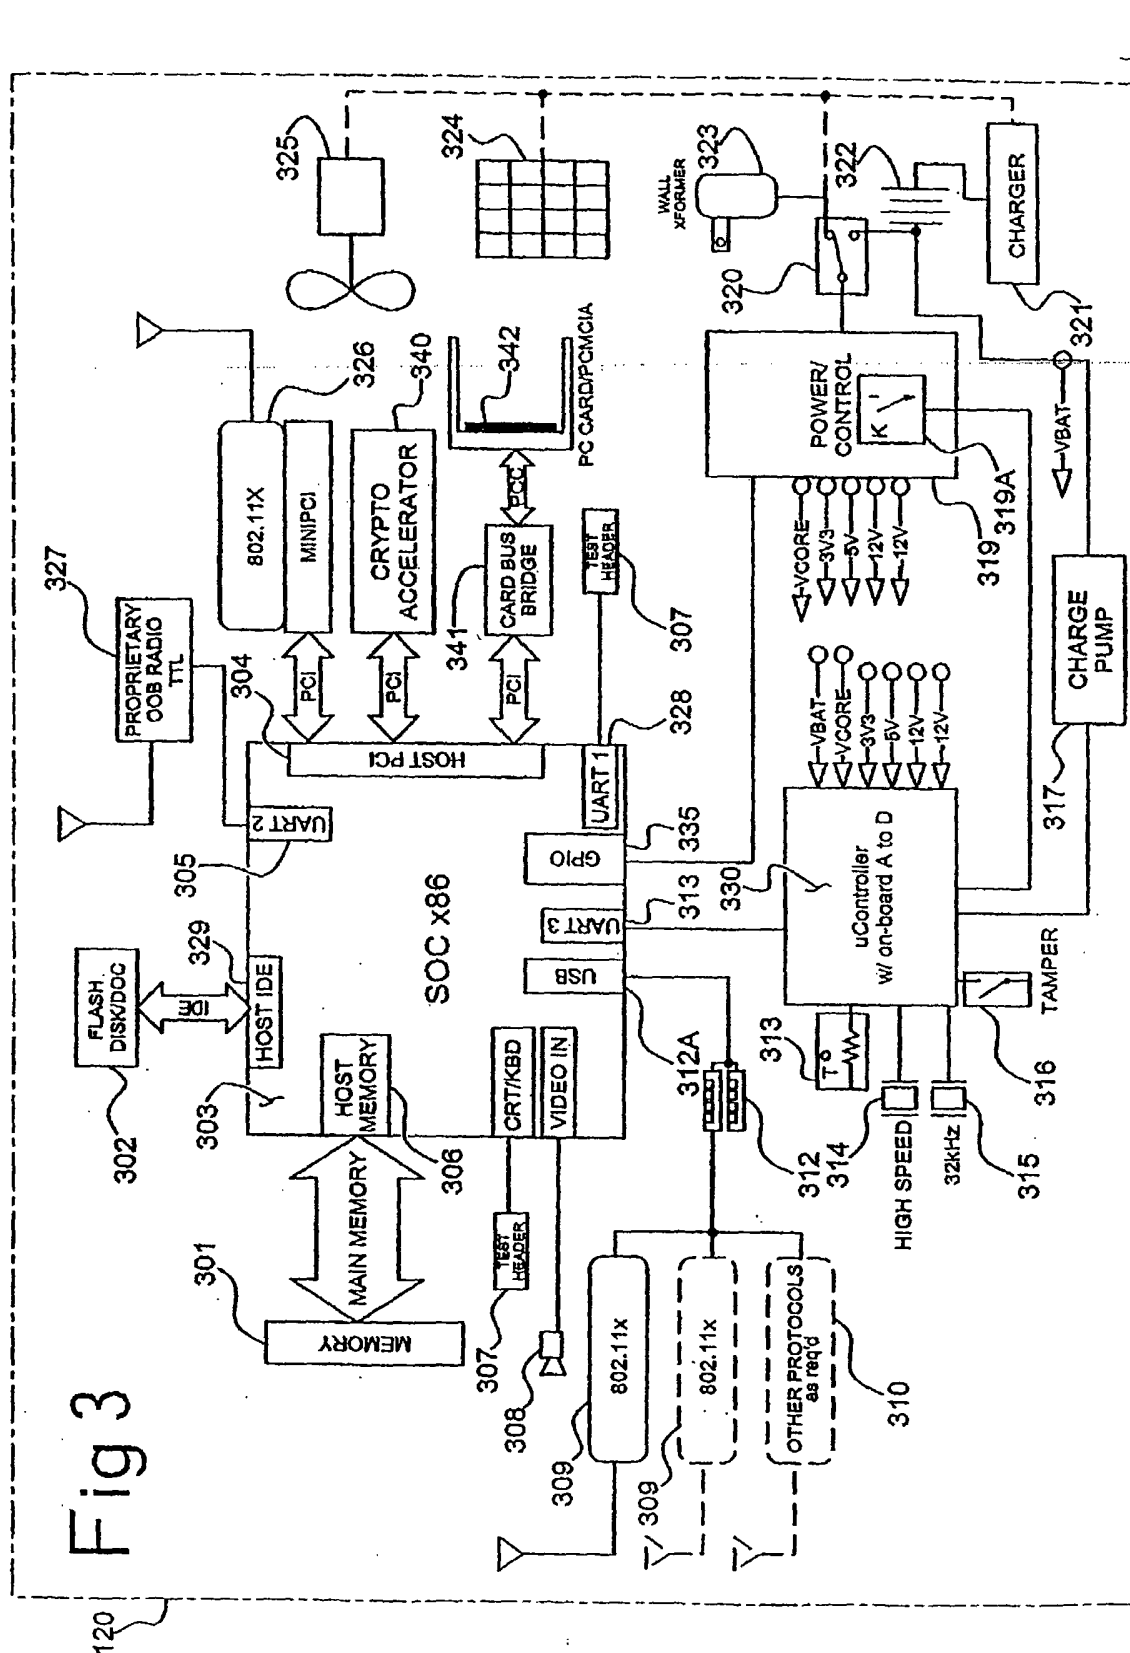 Fig 3
120
327
PROPRIETARY
OOB RADIO
TTL
325
324
WALL
XFORMER
323
322
CHARGER
321
320
326
802.11X
MINIPCI
340
CRYPTO
ACCELERATOR
342
PC CARD/PCMCIA
PCC
341
CARD BUS
BRIDGE
TEST
HEADER
307
304
PCI
PCI
PCI
HOST PCI
328
UART 1
UART 2
305
335
GPIO
313
UART 3
USB
312A
SOC x86
302
FLASH
DISK/DOC
IDE
329
HOST IDE
303
HOST
MEMORY
306
MAIN MEMORY
301
MEMORY
CRT/KBD
VIDEO IN
TEST
HEADER
307
308
309
802.11x
309
802.11x
OTHER PROTOCOLS
as req'd
310
312
POWER/
CONTROL
K
319A
319
VCORE
3V3
5V
12V
-12V
VBAT
VBAT
VCORE
3V3
5V
12V
-12V
330
uController
w/ on-board A to D
317
CHARGE
PUMP
313
T°
314
HIGH SPEED
32kHz
315
316
TAMPER